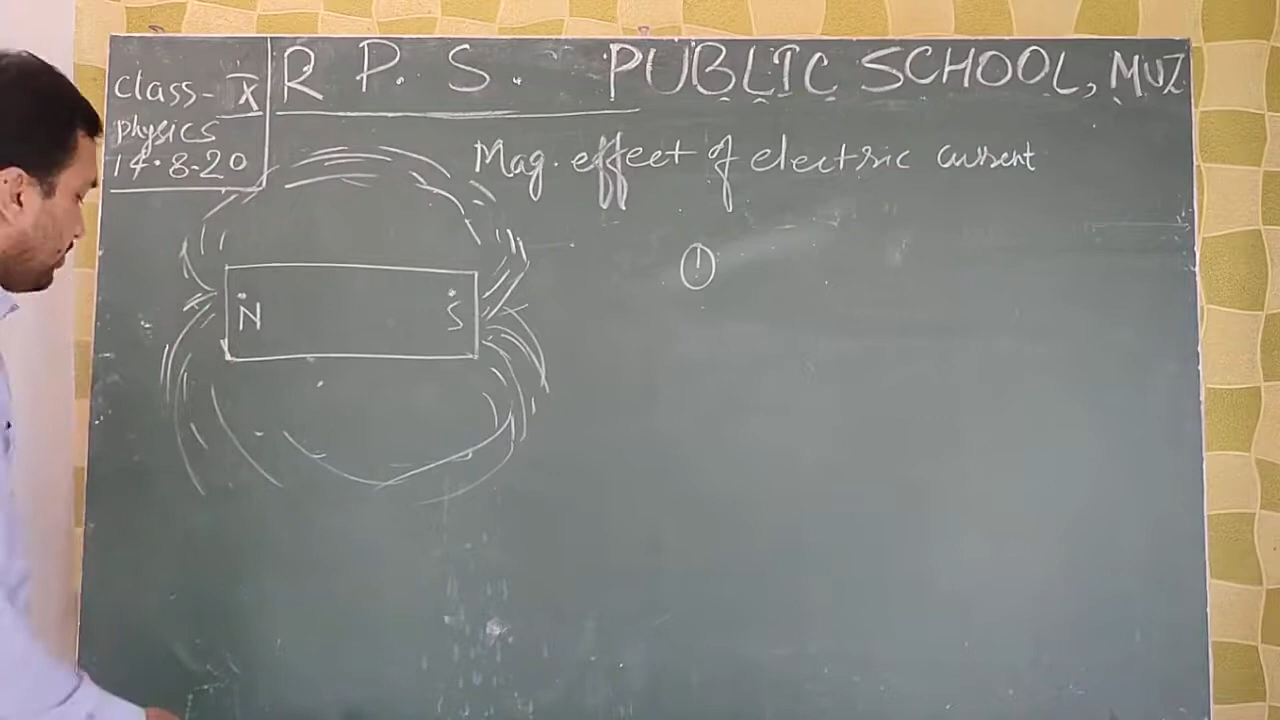 Class- X
Physics
14.8.20
R P. S. PUBLIC SCHOOL, MUZ
Mag. effect of electric current
1
N S